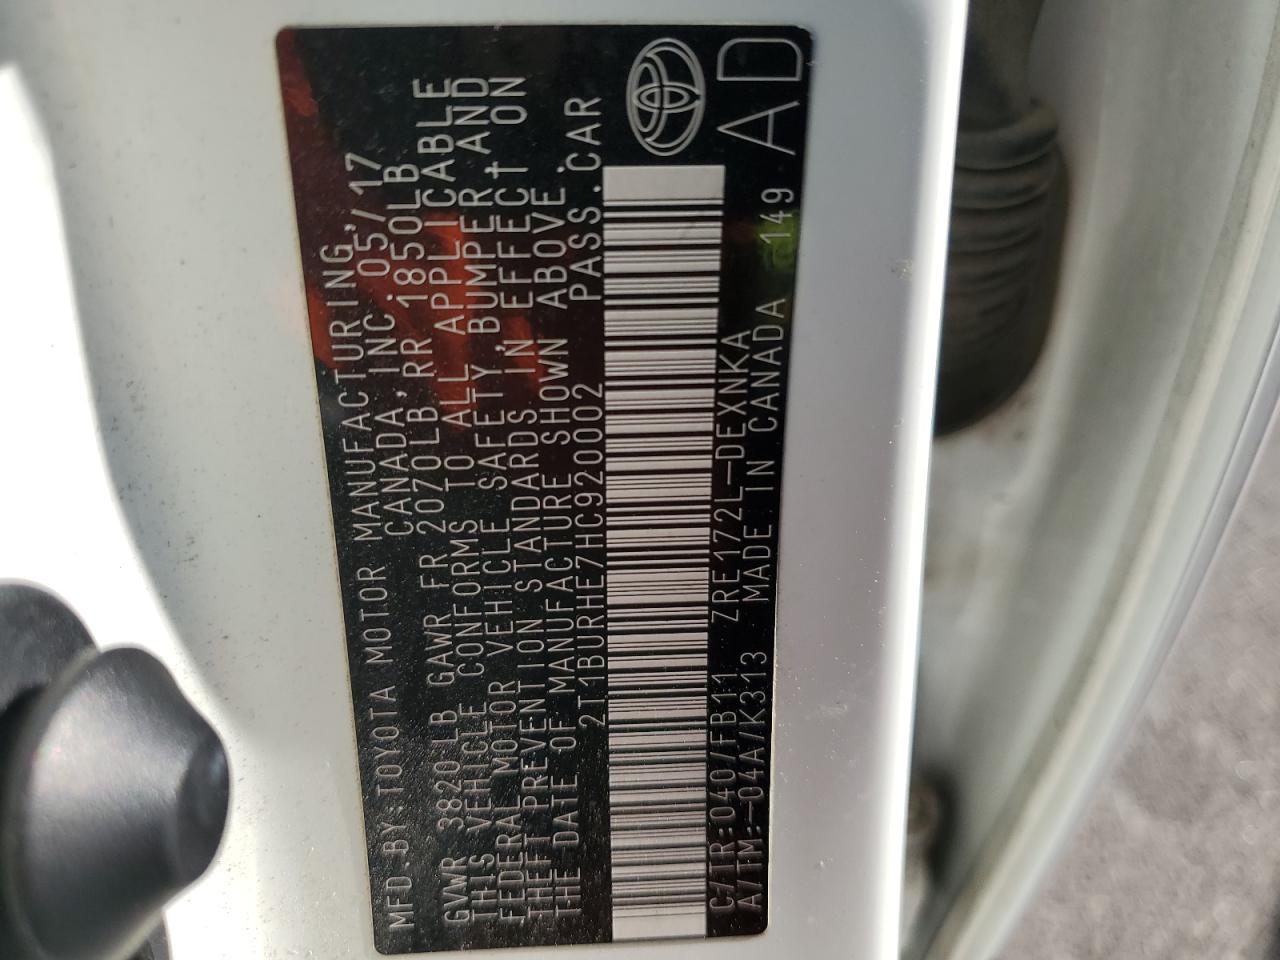 MFD.BY:TOYOTA MOTOR MANUFACTURING,
CANADA,INC. 05/17
GVWR 3820LB GAWR FR 2070LB RR 1850LB
THIS VEHICLE CONFORMS TO ALL APPLICABLE
FEDERAL MOTOR VEHICLE SAFETY,BUMPER,AND
THEFT PREVENTION STANDARDS IN EFFECT ON
THE DATE OF MANUFACTURE SHOWN ABOVE.
2T1BURHE7HC920002 PASS.CAR
C/TR:040/FB11 ZRE172L-DEXNKA
A/TM:-04A/K313 MADE IN CANADA 149
AD